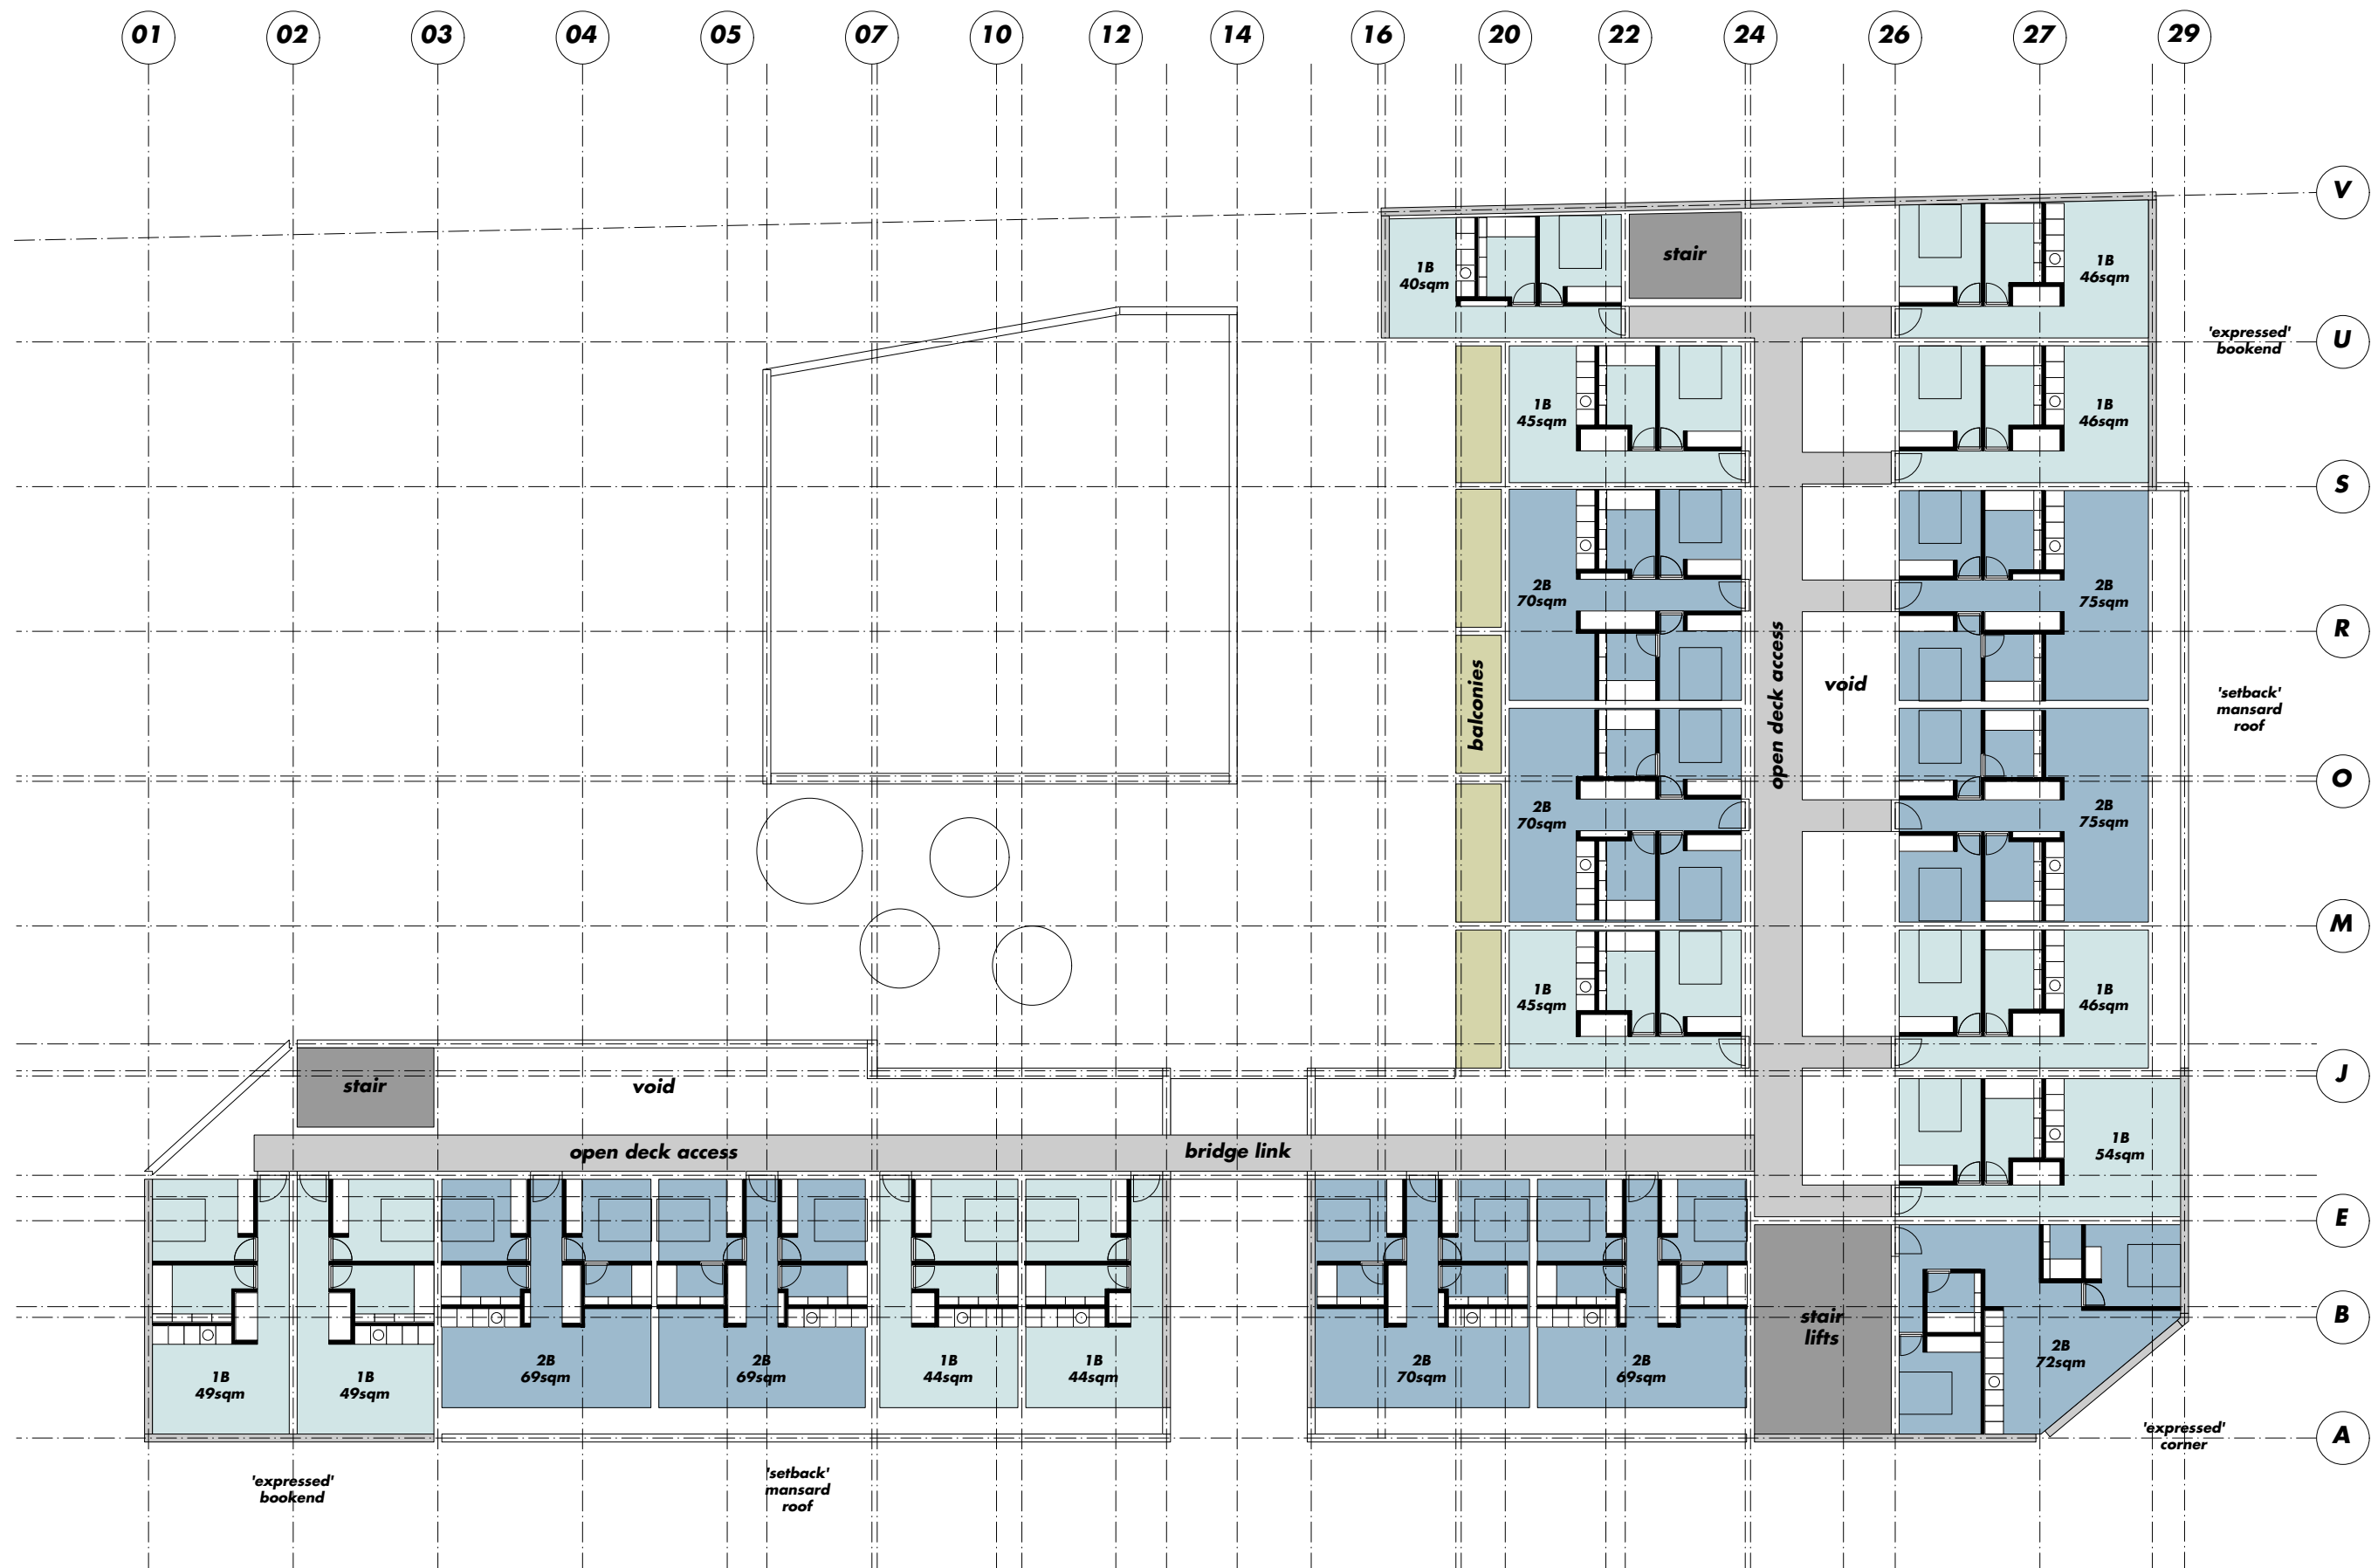 01 02 03 04 05 07 10 12 14 16 20 22 24 26 27 29
V
stair
1B
40sqm
1B
46sqm
'expressed'
bookend
U
1B
45sqm
1B
46sqm
S
2B
70sqm
2B
75sqm
R
balconies
open deck access
void
'setback'
mansard
roof
O
2B
70sqm
2B
75sqm
M
1B
45sqm
1B
46sqm
J
stair
void
open deck access
bridge link
1B
54sqm
E
B
stair
lifts
2B
72sqm
1B
49sqm
1B
49sqm
2B
69sqm
2B
69sqm
1B
44sqm
1B
44sqm
2B
70sqm
2B
69sqm
A
'expressed'
corner
'expressed'
bookend
'setback'
mansard
roof